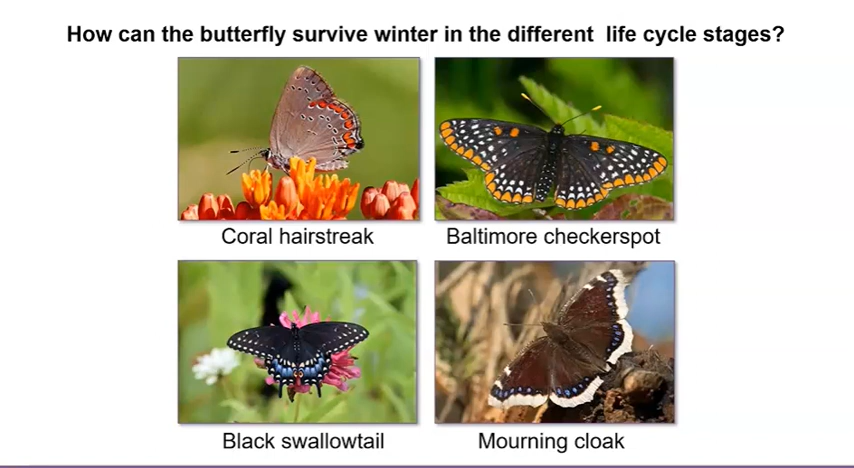 How can the butterfly survive winter in the different life cycle stages?
Coral hairstreak
Baltimore checkerspot
Black swallowtail
Mourning cloak